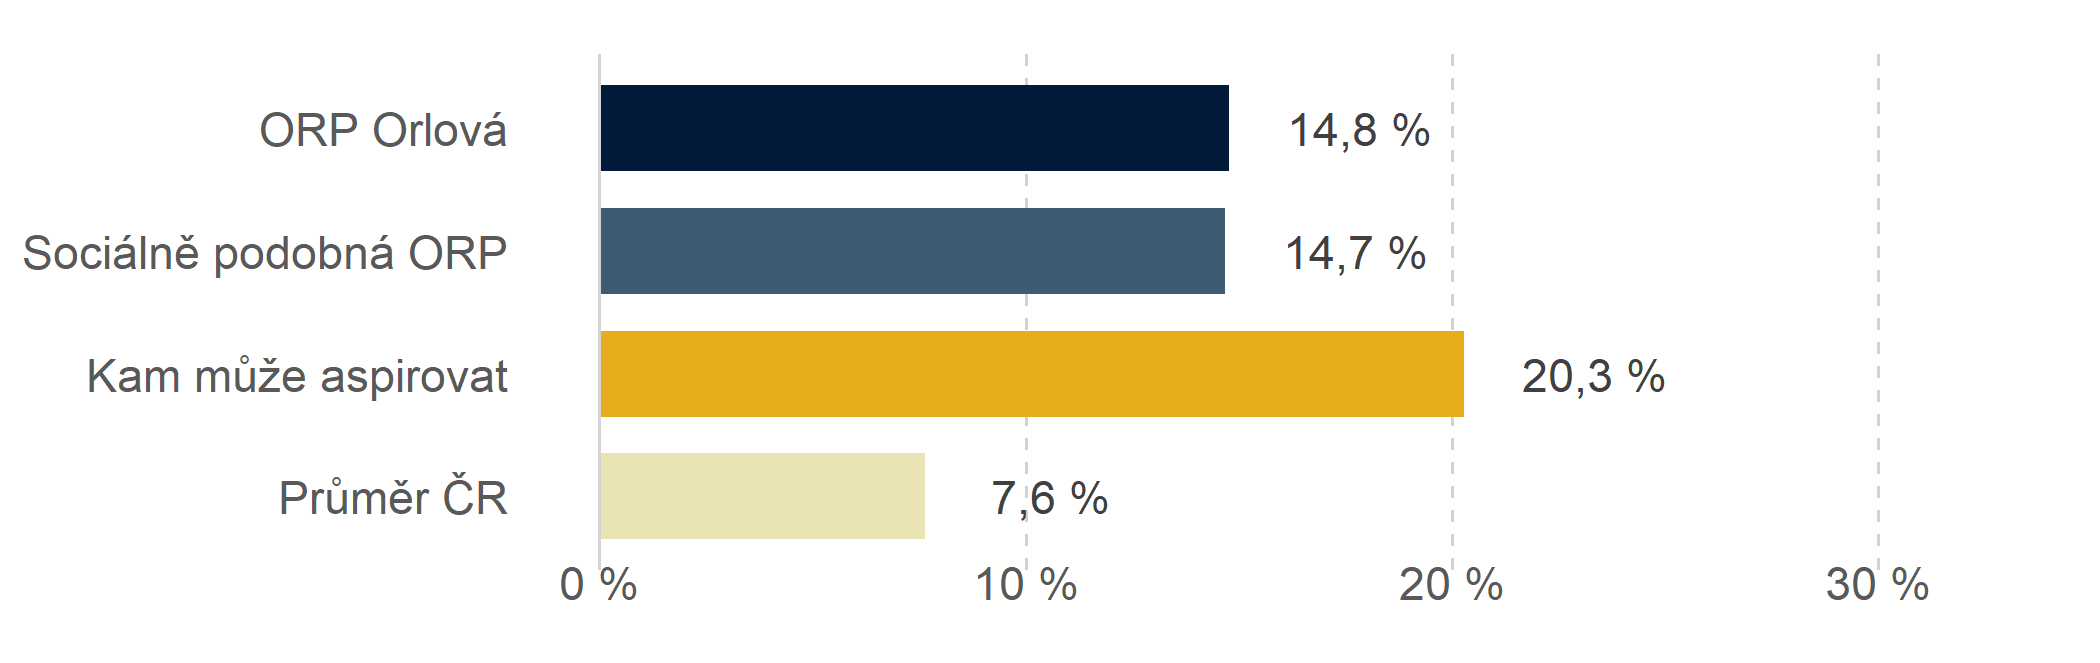 ORP Orlová 14,8 %
Sociálně podobná ORP 14,7 %
Kam může aspirovat 20,3 %
Průměr ČR 7,6 %
0 % 10 % 20 % 30 %